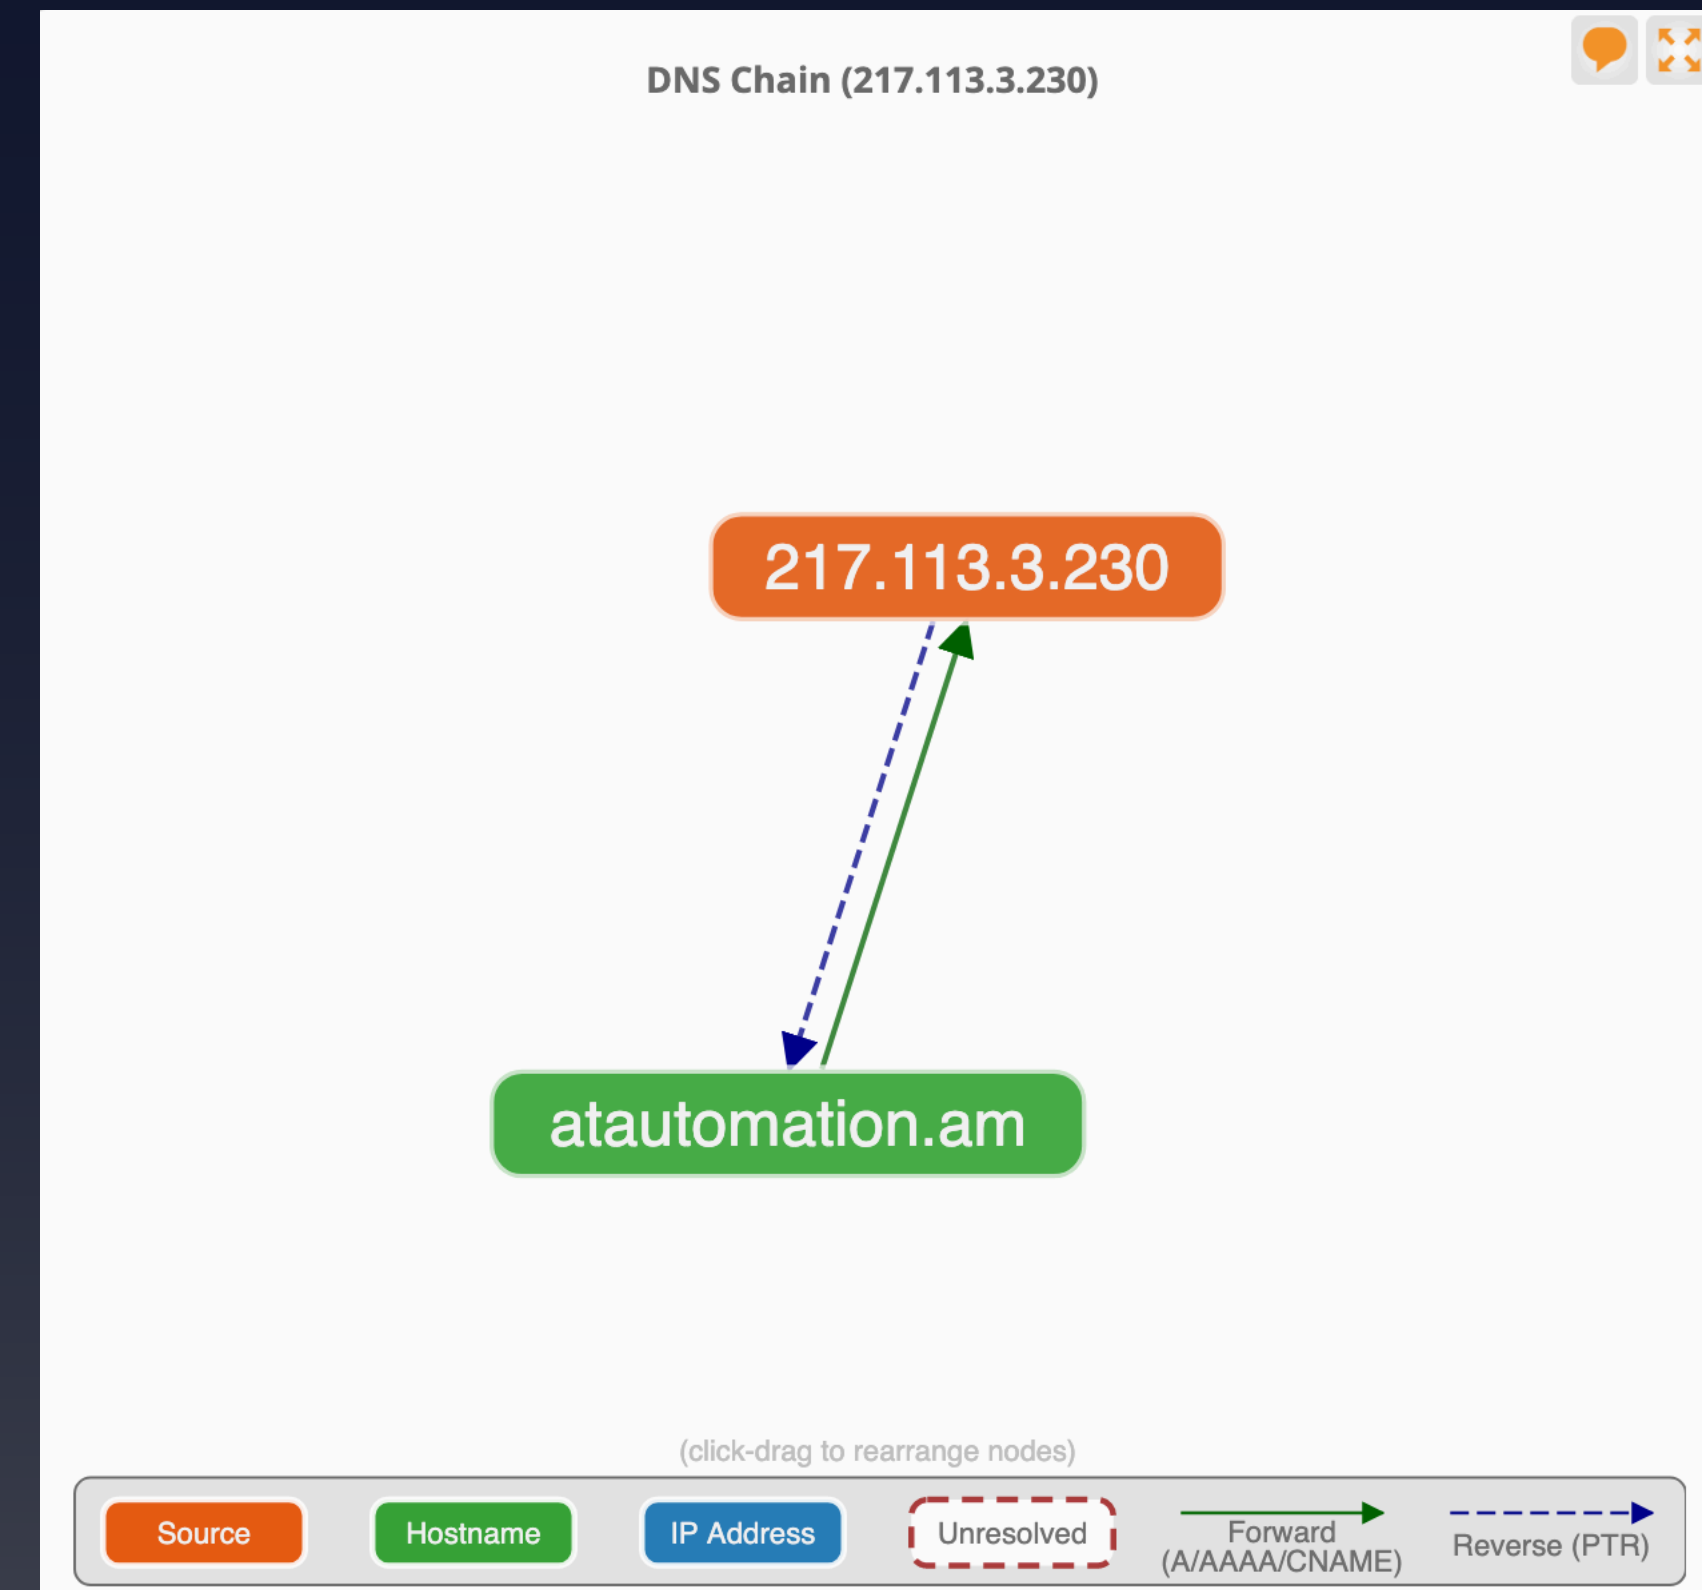 DNS Chain (217.113.3.230)
217.113.3.230
atautomation.am
(click-drag to rearrange nodes)
Source
Hostname
IP Address
Unresolved
Forward
(A/AAAA/CNAME)
Reverse (PTR)